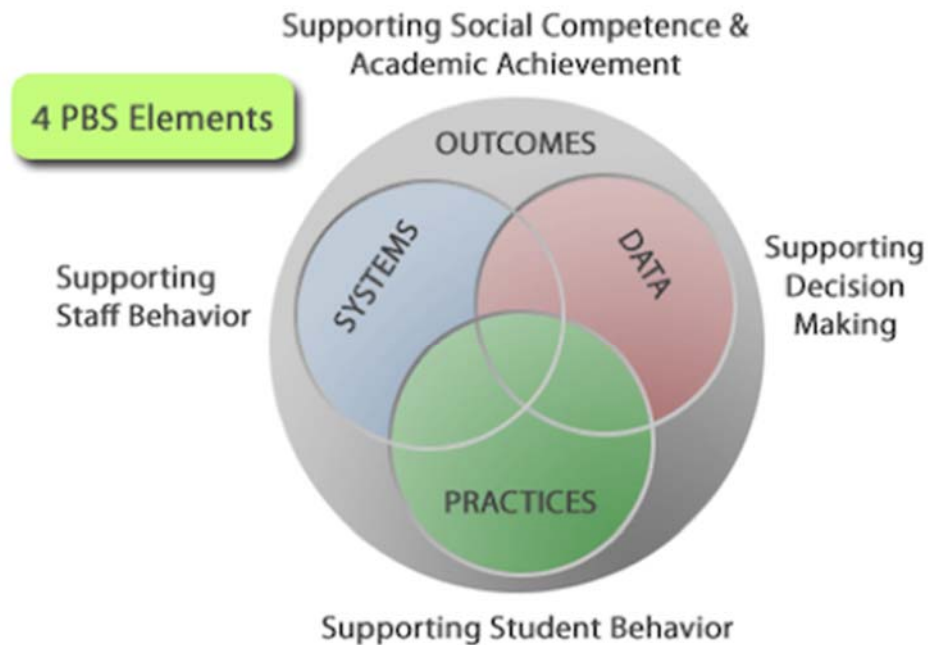 Supporting Social Competence &
Academic Achievement
4 PBS Elements
OUTCOMES
SYSTEMS
DATA
Supporting
Staff Behavior
Supporting
Decision
Making
PRACTICES
Supporting Student Behavior